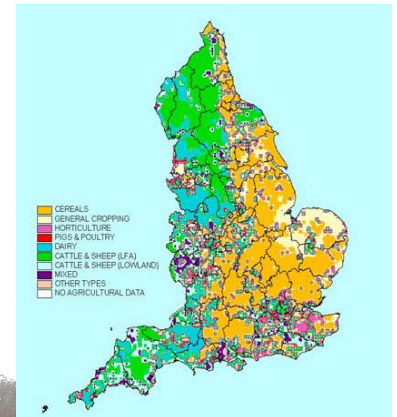 CEREALS
GENERAL CROPPING
HORTICULTURE
PIGS & POULTRY
DAIRY
CATTLE & SHEEP (LFA)
CATTLE & SHEEP (LOWLAND)
MIXED
OTHER TYPES
NO AGRICULTURAL DATA